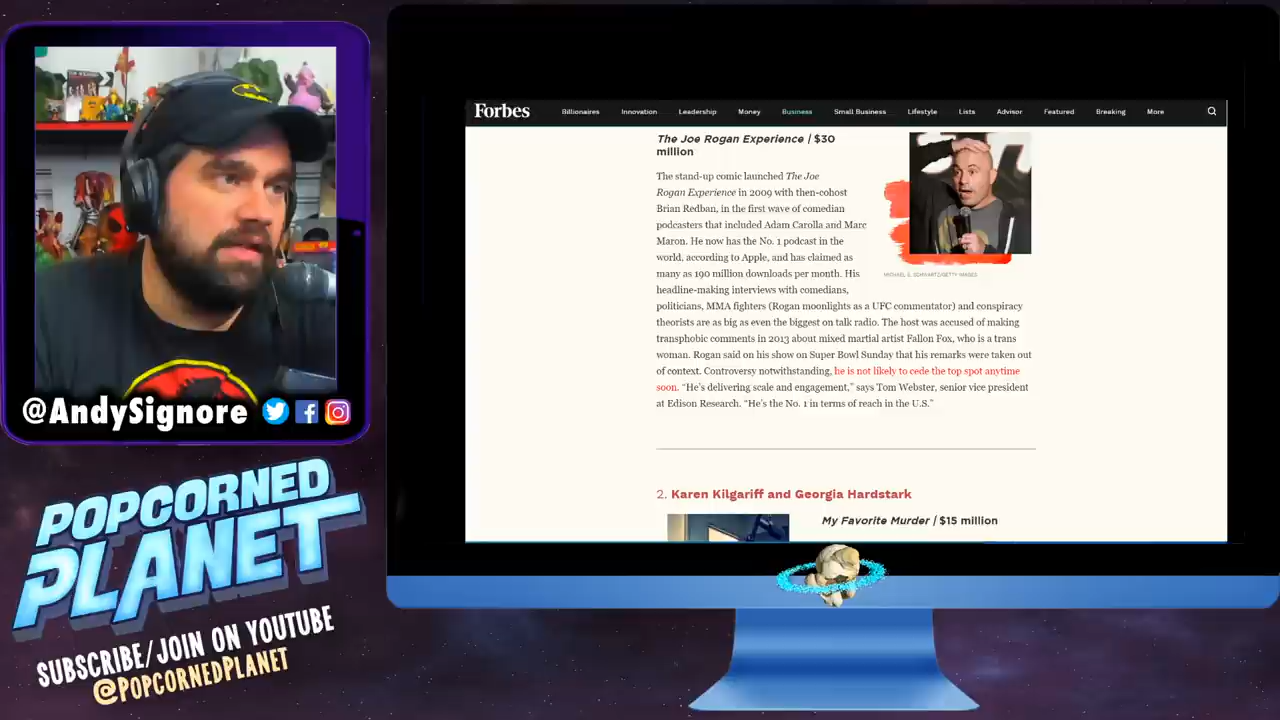 Forbes
Billionaires Innovation Leadership Money Business Small Business Lifestyle Lists Advisor Featured Breaking More
The Joe Rogan Experience | $30
million
The stand-up comic launched The Joe
Rogan Experience in 2009 with then-cohost
Brian Redban, in the first wave of comedian
podcasters that included Adam Carolla and Marc
Maron. He now has the No. 1 podcast in the
world, according to Apple, and has claimed as
many as 190 million downloads per month. His
headline-making interviews with comedians,
politicians, MMA fighters (Rogan moonlights as a UFC commentator) and conspiracy
theorists are as big as even the biggest on talk radio. The host was accused of making
transphobic comments in 2013 about mixed martial artist Fallon Fox, who is a trans
woman. Rogan said on his show on Super Bowl Sunday that his remarks were taken out
of context. Controversy notwithstanding, he is not likely to cede the top spot anytime
soon. “He’s delivering scale and engagement,” says Tom Webster, senior vice president
at Edison Research. “He’s the No. 1 in terms of reach in the U.S.”
MICHAEL S. SCHWARTZ/GETTY IMAGES
2. Karen Kilgariff and Georgia Hardstark
My Favorite Murder | $15 million
@AndySignore
POPCORNED
PLANET
SUBSCRIBE/JOIN ON YOUTUBE
@POPCORNEDPLANET